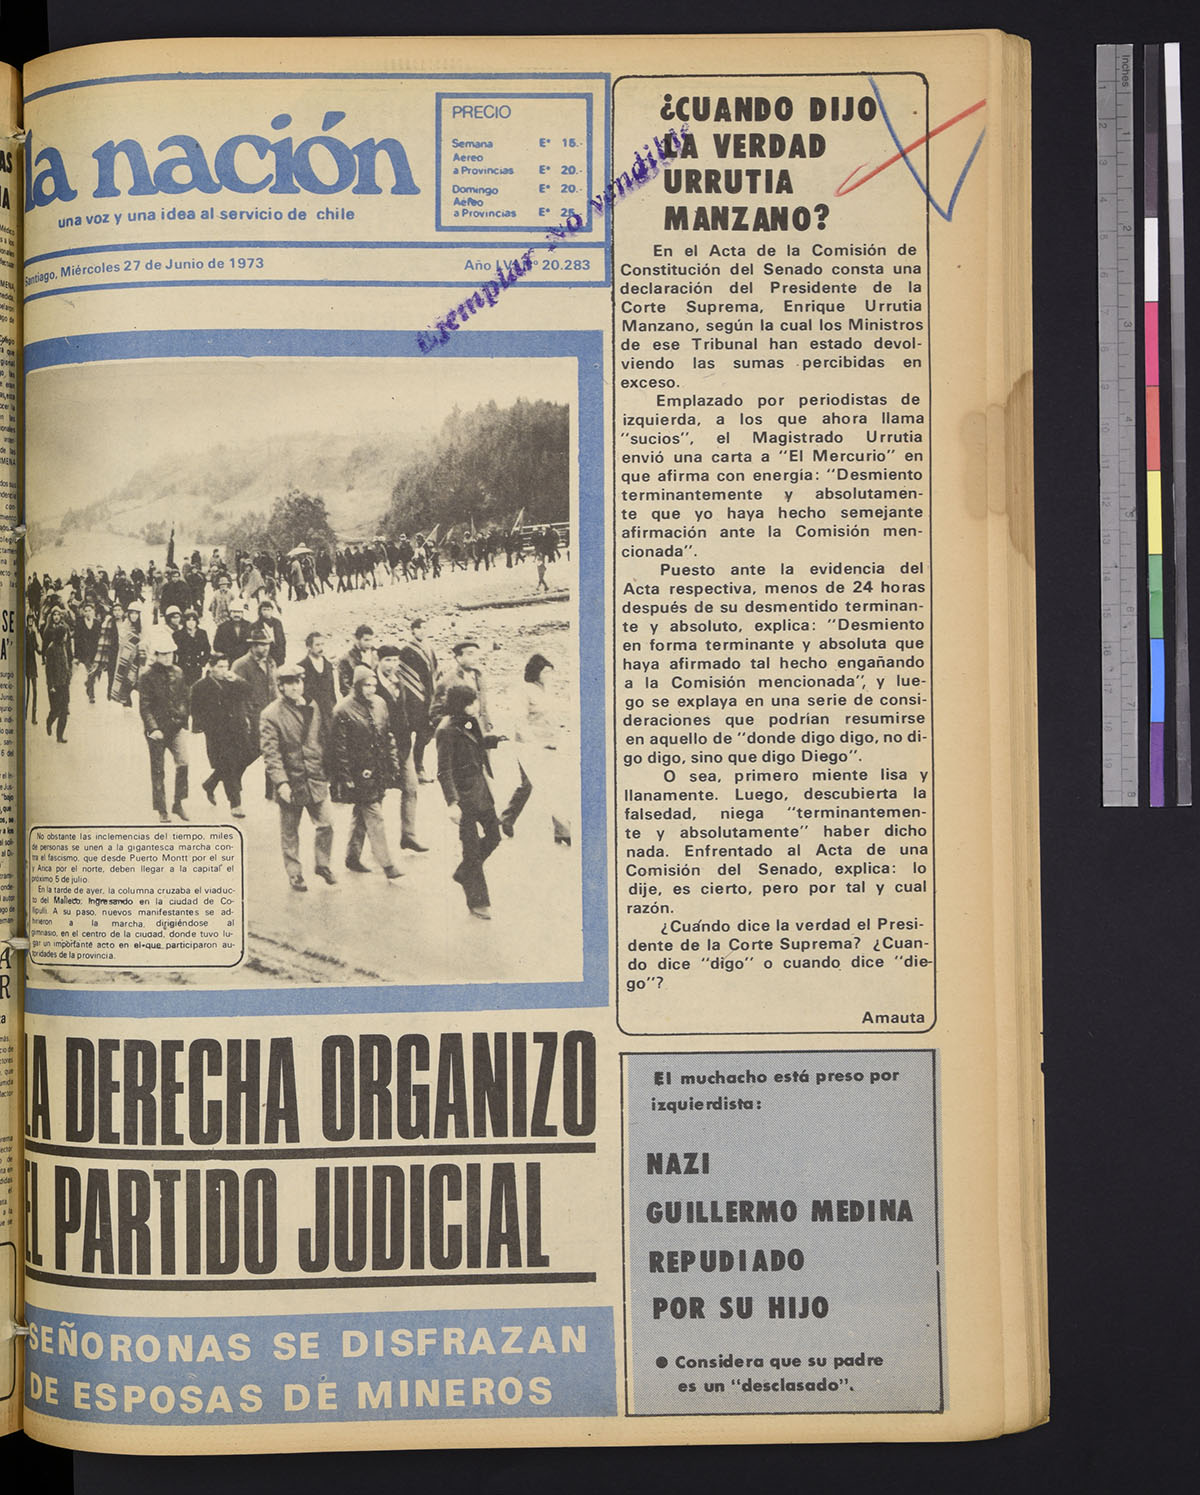 la nación
una voz y una idea al servicio de chile
PRECIO
Semana E° 15.-
Aereo
a Provincias E° 20.-
Domingo E° 20.-
Aéreo
a Provincias E° 25.
Santiago, Miércoles 27 de Junio de 1973
Año LV N° 20.283
Ejemplar No vendible
¿CUANDO DIJO
LA VERDAD
URRUTIA
MANZANO?
En el Acta de la Comisión de
Constitución del Senado consta una
declaración del Presidente de la
Corte Suprema, Enrique Urrutia
Manzano, según la cual los Ministros
de ese Tribunal han estado devol-
viendo las sumas percibidas en
exceso.
Emplazado por periodistas de
izquierda, a los que ahora llama
"sucios", el Magistrado Urrutia
envió una carta a "El Mercurio" en
que afirma con energía: "Desmiento
terminantemente y absolutamen-
te que yo haya hecho semejante
afirmación ante la Comisión men-
cionada".
Puesto ante la evidencia del
Acta respectiva, menos de 24 horas
después de su desmentido terminan-
te y absoluto, explica: "Desmiento
en forma terminante y absoluta que
haya afirmado tal hecho engañando
a la Comisión mencionada", y lue-
go se explaya en una serie de consi-
deraciones que podrían resumirse
en aquello de "donde digo digo, no di-
go digo, sino que digo Diego".
O sea, primero miente lisa y
llanamente. Luego, descubierta la
falsedad, niega "terminantemen-
te y absolutamente" haber dicho
nada. Enfrentado al Acta de una
Comisión del Senado, explica: lo
dije, es cierto, pero por tal y cual
razón.
¿Cuándo dice la verdad el Presi-
dente de la Corte Suprema? ¿Cuan-
do dice "digo" o cuando dice "die-
go"?
Amauta
No obstante las inclemencias del tiempo, miles
de personas se unen a la gigantesca marcha con-
tra el fascismo, que desde Puerto Montt por el sur
y Arica por el norte, deben llegar a la capital el
próximo 5 de julio.
En la tarde de ayer, la columna cruzaba el viaduc-
to del Malleco. Ingresando en la ciudad de Co-
llipulli. A su paso, nuevos manifestantes se ad-
hirieron a la marcha, dirigiéndose al
gimnasio, en el centro de la ciudad, donde tuvo lu-
gar un importante acto en el que participaron au-
toridades de la provincia.
LA DERECHA ORGANIZO
EL PARTIDO JUDICIAL
SEÑORONAS SE DISFRAZAN
DE ESPOSAS DE MINEROS
El muchacho está preso por
izquierdista:
NAZI
GUILLERMO MEDINA
REPUDIADO
POR SU HIJO
● Considera que su padre
es un "desclasado".